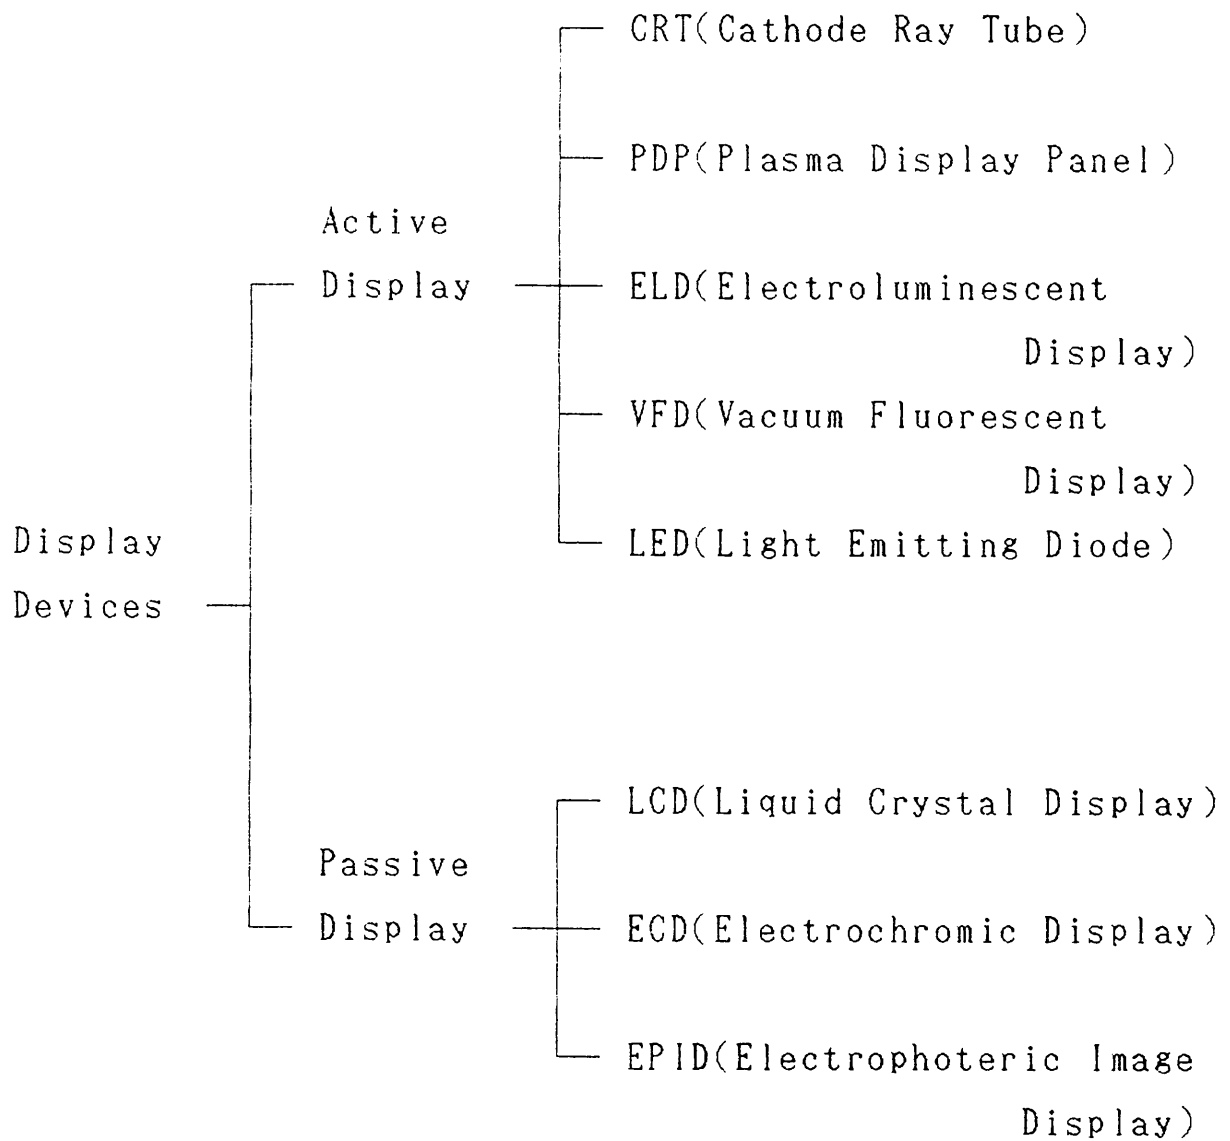 CRT(Cathode Ray Tube)
PDP(Plasma Display Panel)
Active
Display
ELD(Electroluminescent
Display)
VFD(Vacuum Fluorescent
Display)
LED(Light Emitting Diode)
Display
Devices
LCD(Liquid Crystal Display)
Passive
Display
ECD(Electrochromic Display)
EPID(Electrophoteric Image
Display)